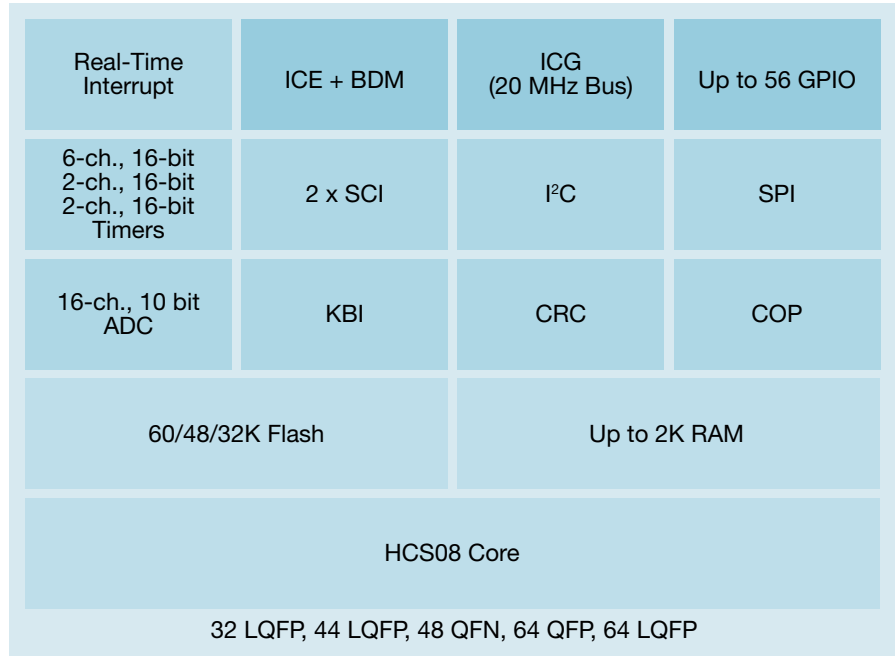 Real-Time
Interrupt
ICE + BDM
ICG
(20 MHz Bus)
Up to 56 GPIO
6-ch., 16-bit
2-ch., 16-bit
2-ch., 16-bit
Timers
2 x SCI
I²C
SPI
16-ch., 10 bit
ADC
KBI
CRC
COP
60/48/32K Flash
Up to 2K RAM
HCS08 Core
32 LQFP, 44 LQFP, 48 QFN, 64 QFP, 64 LQFP